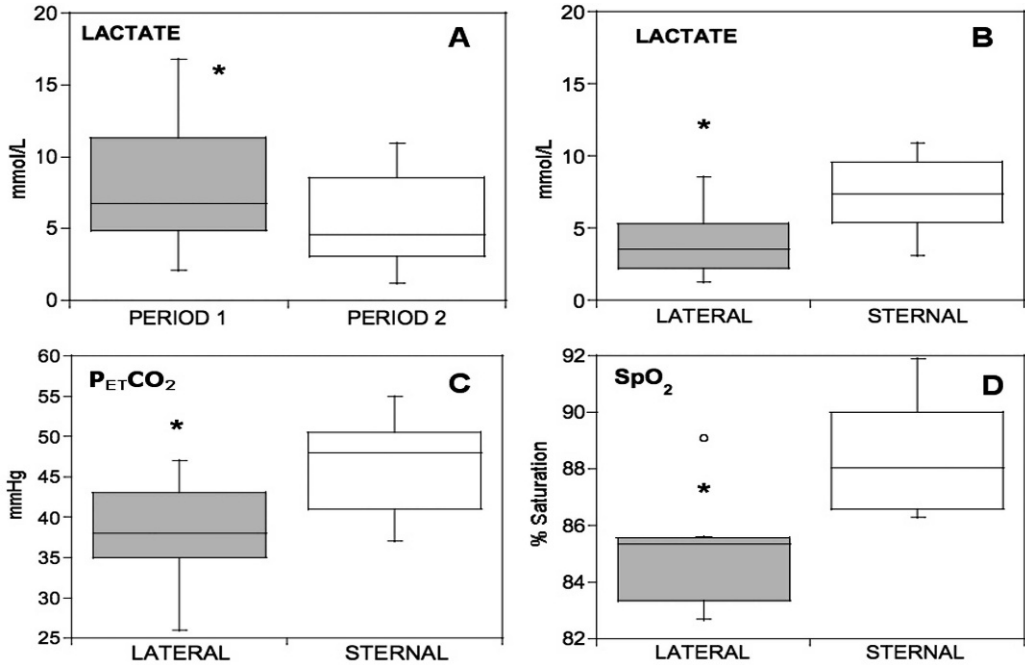 20
LACTATE
A
*
15
10
5
0
mmol/L
PERIOD 1
PERIOD 2
20
LACTATE
B
15
*
10
5
0
mmol/L
LATERAL
STERNAL
60
PETCO2
C
55
*
50
45
40
35
30
25
mmHg
LATERAL
STERNAL
92
SpO2
D
90
88
*
86
84
82
% Saturation
LATERAL
STERNAL